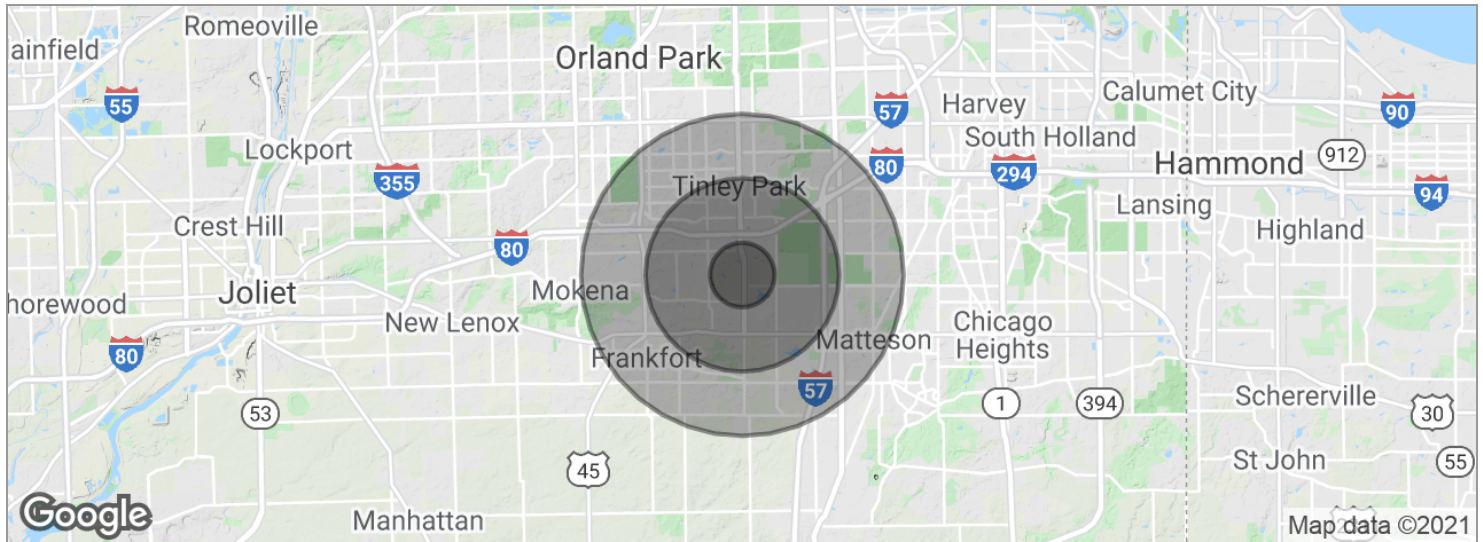 Romeoville
ainfield
Orland Park
55
57
Harvey
Calumet City
90
South Holland
Lockport
80
294
Hammond
912
355
Tinley Park
94
Lansing
Crest Hill
Highland
80
Joliet
Mokena
horewood
New Lenox
Chicago
Heights
Matteson
80
Frankfort
57
Schererville
53
1
394
30
45
St John
55
Google
Manhattan
Map data ©2021